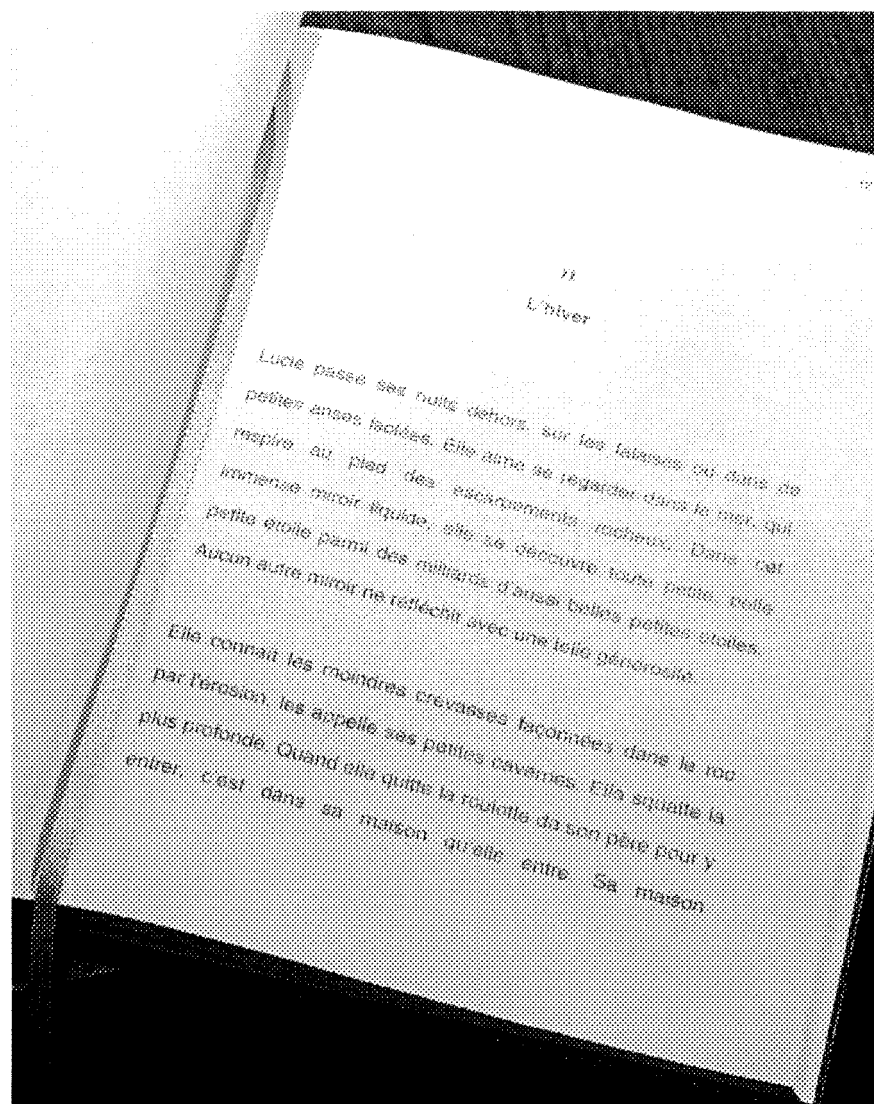 L'hiver
Lucie passe ses nuits dehors, sur les falaises ou dans de
petites anses isolées. Elle aime se regarder dans la mer, qui
respire au pied des escarpements rocheux. Dans cet
immense miroir liquide, elle se découvre toute petite, belle
petite étoile parmi des milliards d'aussi belles petites étoiles.
Aucun autre miroir ne réfléchit avec une telle générosité.
Elle connaît les moindres crevasses façonnées dans le roc
par l'érosion, les appelle ses petites cavernes. Elle squatte la
plus profonde. Quand elle quitte la roulotte de son père pour y
entrer, c'est dans sa maison qu'elle entre. Sa maison